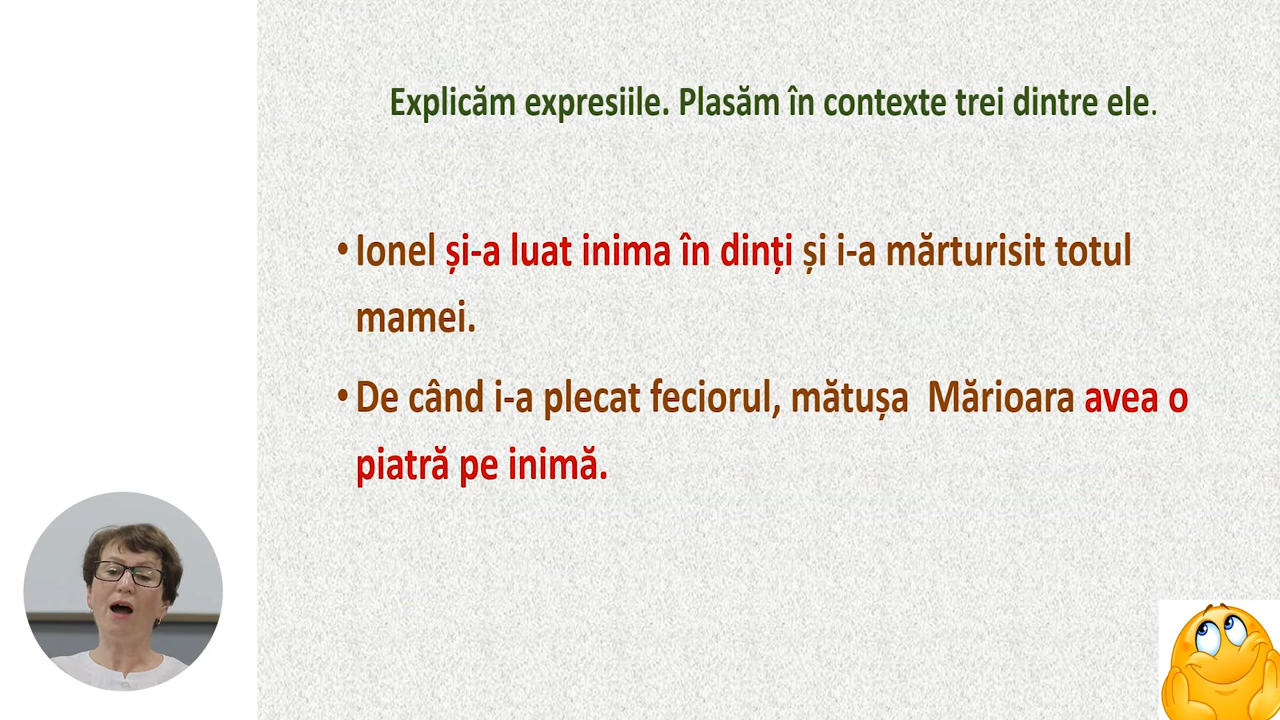 Explicăm expresiile. Plasăm în contexte trei dintre ele.
• Ionel și-a luat inima în dinți și i-a mărturisit totul
mamei.
• De când i-a plecat feciorul, mătușa Mărioara avea o
piatră pe inimă.